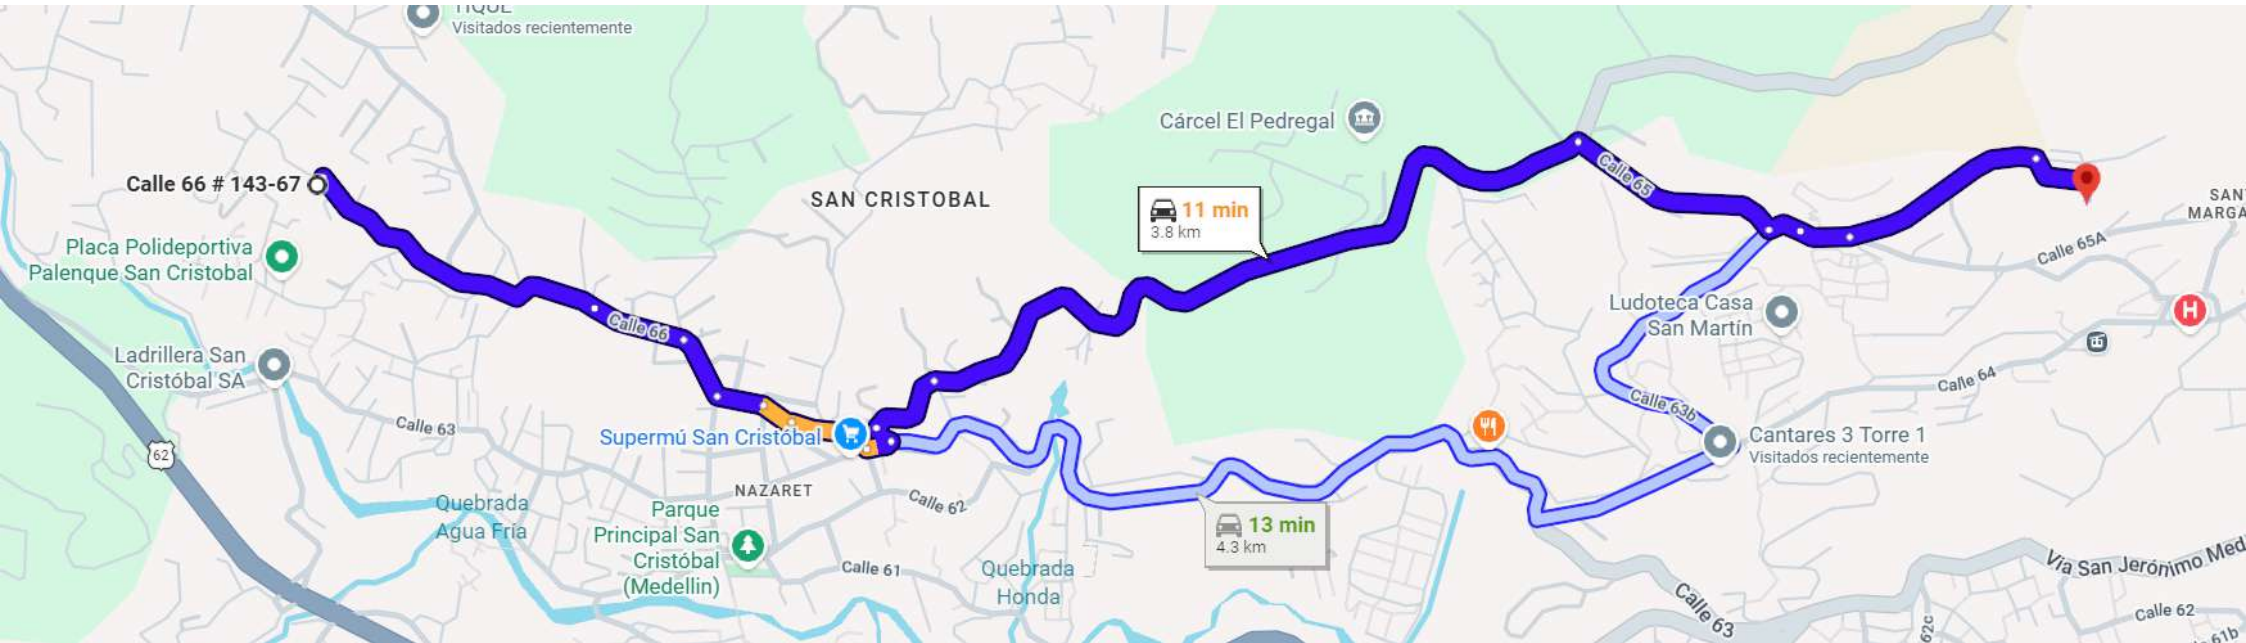 TIQUE
Visitados recientemente
Cárcel El Pedregal
Calle 65
Calle 66 # 143-67
SAN CRISTOBAL
11 min
3.8 km
Placa Polideportiva
Palenque San Cristobal
Calle 65A
Calle 66
Ludoteca Casa
San Martín
H
Ladrillera San
Cristóbal SA
Calle 64
Calle 63b
Calle 63
Supermú San Cristóbal
Cantares 3 Torre 1
Visitados recientemente
62
NAZARET
Calle 62
Quebrada
Agua Fría
Parque
Principal San
Cristóbal
(Medellin)
13 min
4.3 km
Calle 61
Quebrada
Honda
Vía San Jerónimo Med
Calle 63
Calle 62
62c
61b